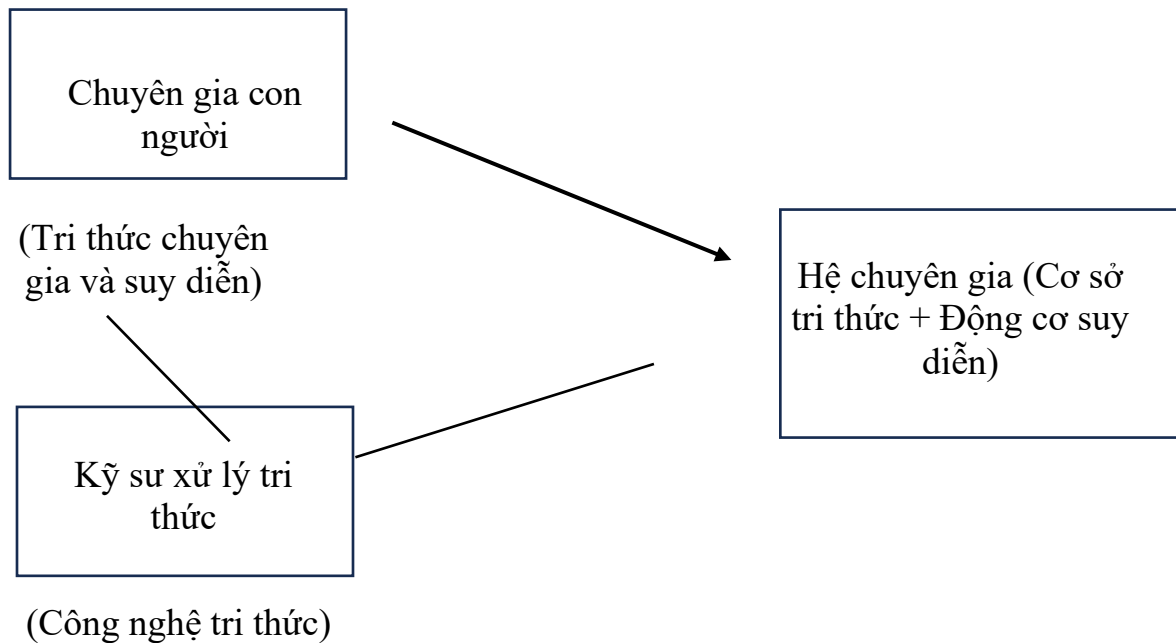 Chuyên gia con
người
(Tri thức chuyên
gia và suy diễn)
Hệ chuyên gia (Cơ sở
tri thức + Động cơ suy
diễn)
Kỹ sư xử lý tri
thức
(Công nghệ tri thức)